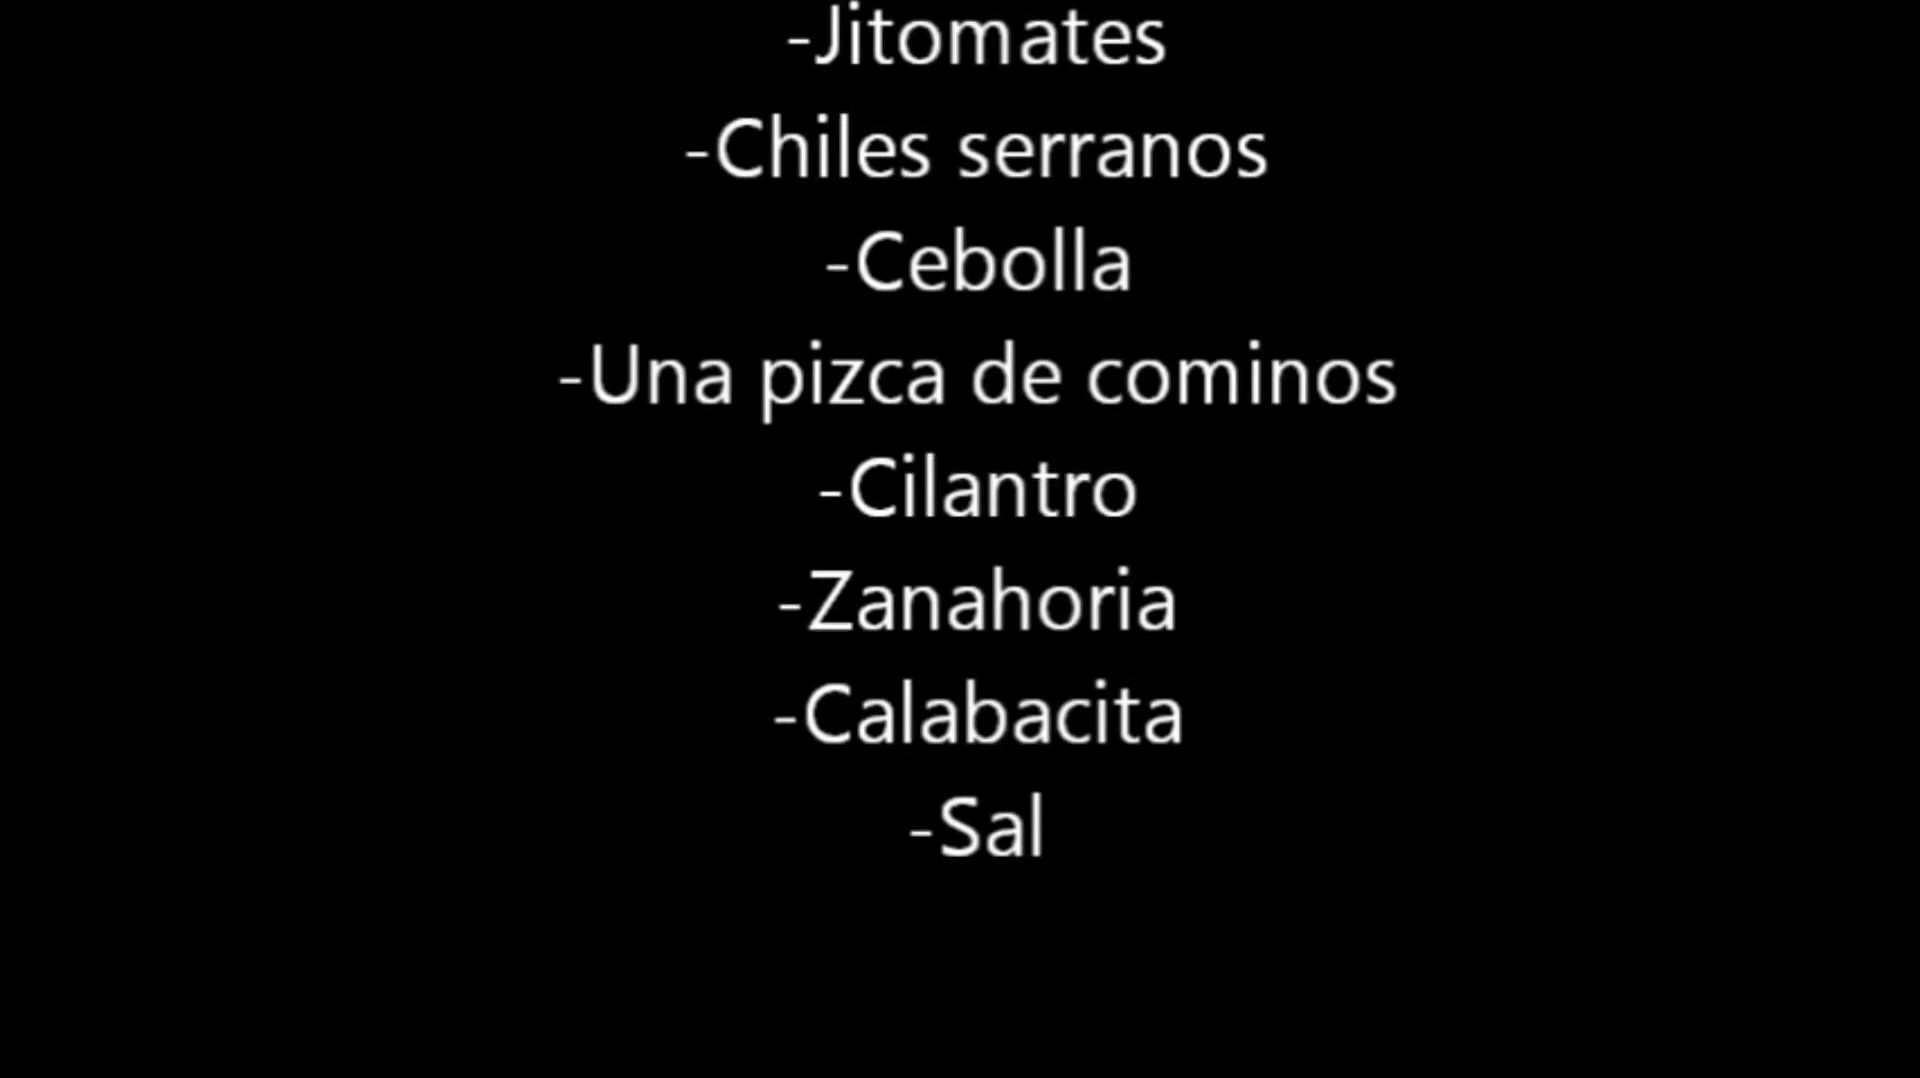 -Jitomates
-Chiles serranos
-Cebolla
-Una pizca de cominos
-Cilantro
-Zanahoria
-Calabacita
-Sal